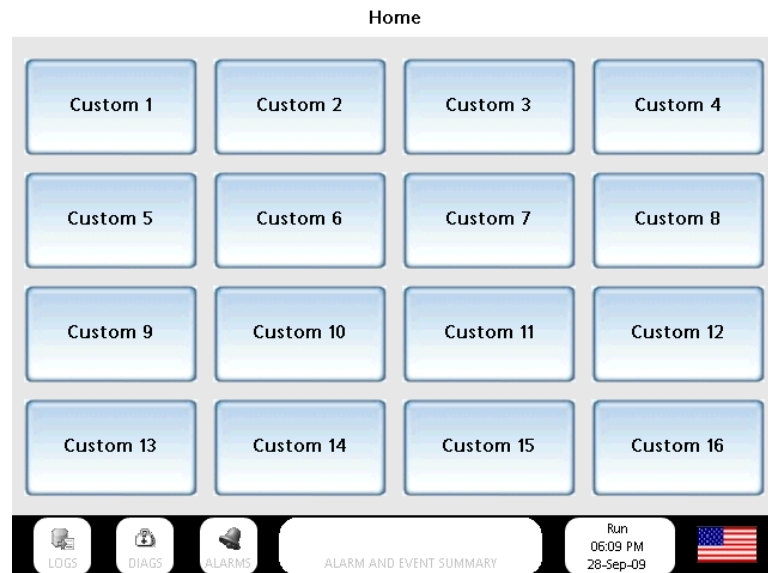 Home
Custom 1 Custom 2 Custom 3 Custom 4
Custom 5 Custom 6 Custom 7 Custom 8
Custom 9 Custom 10 Custom 11 Custom 12
Custom 13 Custom 14 Custom 15 Custom 16
Run
06:09 PM
LOGS DIAGS ALARMS ALARM AND EVENT SUMMARY 28-Sep-09